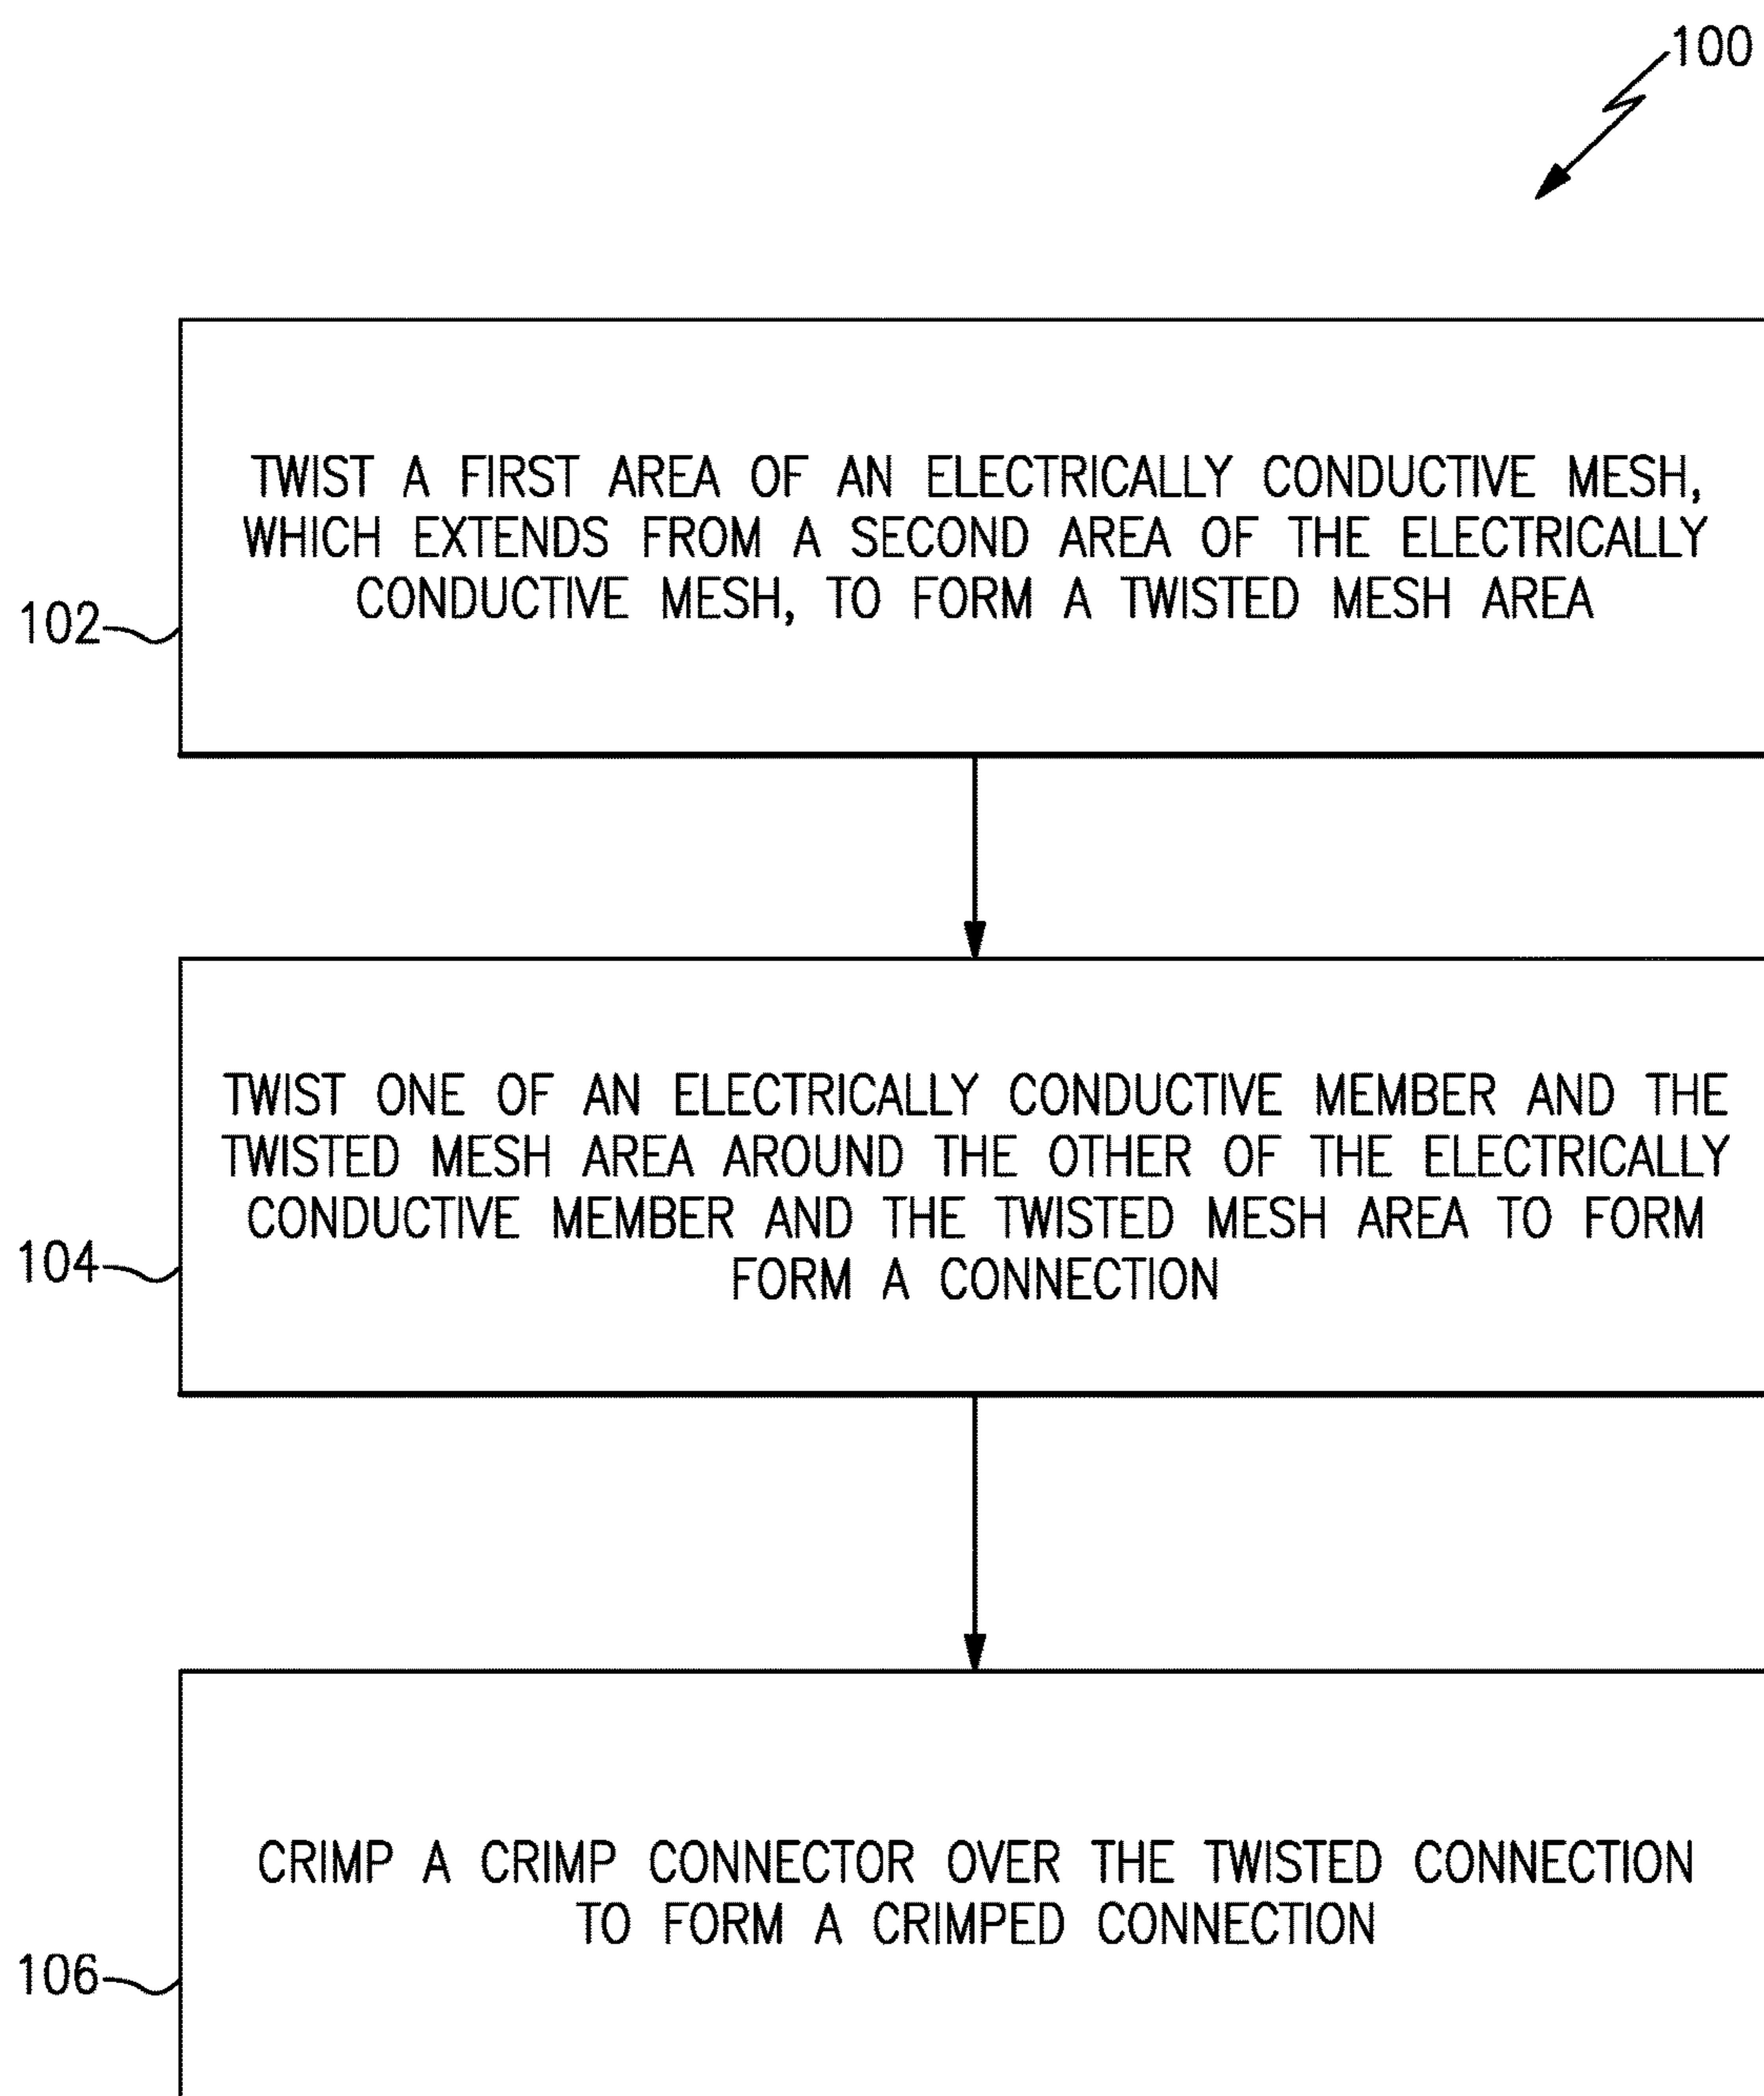 100
TWIST A FIRST AREA OF AN ELECTRICALLY CONDUCTIVE MESH,
WHICH EXTENDS FROM A SECOND AREA OF THE ELECTRICALLY
CONDUCTIVE MESH, TO FORM A TWISTED MESH AREA
102
TWIST ONE OF AN ELECTRICALLY CONDUCTIVE MEMBER AND THE
TWISTED MESH AREA AROUND THE OTHER OF THE ELECTRICALLY
CONDUCTIVE MEMBER AND THE TWISTED MESH AREA TO FORM
FORM A CONNECTION
104
CRIMP A CRIMP CONNECTOR OVER THE TWISTED CONNECTION
TO FORM A CRIMPED CONNECTION
106